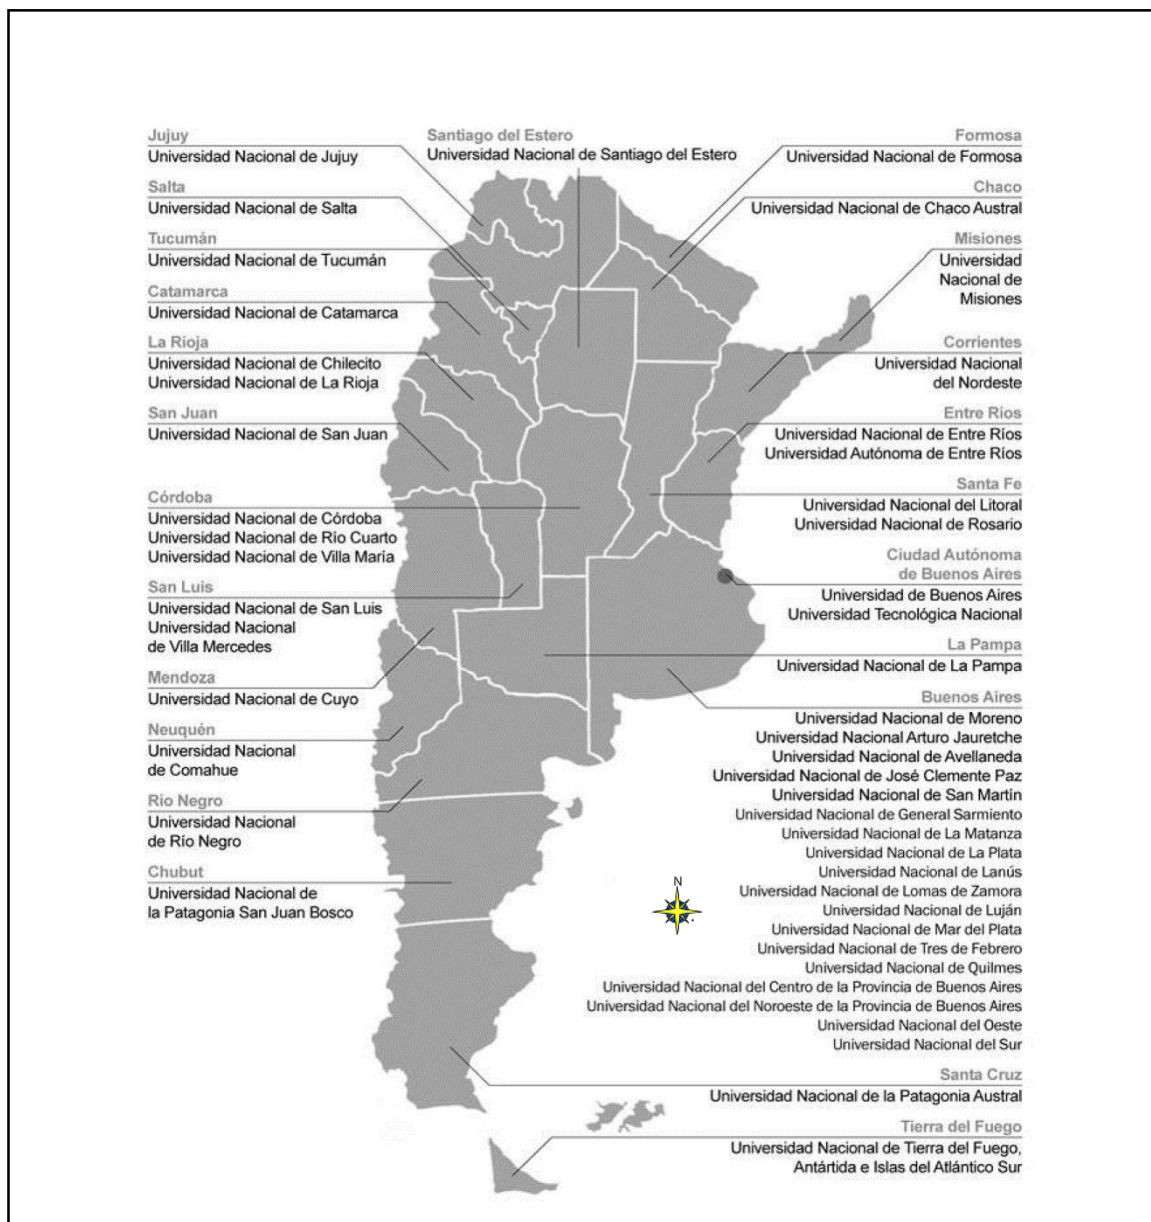 Jujuy
Universidad Nacional de Jujuy
Salta
Universidad Nacional de Salta
Tucumán
Universidad Nacional de Tucumán
Catamarca
Universidad Nacional de Catamarca
La Rioja
Universidad Nacional de Chilecito
Universidad Nacional de La Rioja
San Juan
Universidad Nacional de San Juan
Córdoba
Universidad Nacional de Córdoba
Universidad Nacional de Río Cuarto
Universidad Nacional de Villa María
San Luis
Universidad Nacional de San Luis
Universidad Nacional
de Villa Mercedes
Mendoza
Universidad Nacional de Cuyo
Neuquén
Universidad Nacional
de Comahue
Río Negro
Universidad Nacional
de Río Negro
Chubut
Universidad Nacional de
la Patagonia San Juan Bosco
Santiago del Estero
Universidad Nacional de Santiago del Estero
Formosa
Universidad Nacional de Formosa
Chaco
Universidad Nacional de Chaco Austral
Misiones
Universidad
Nacional de
Misiones
Corrientes
Universidad Nacional
del Nordeste
Entre Ríos
Universidad Nacional de Entre Ríos
Universidad Autónoma de Entre Ríos
Santa Fe
Universidad Nacional del Litoral
Universidad Nacional de Rosario
Ciudad Autónoma
de Buenos Aires
Universidad de Buenos Aires
Universidad Tecnológica Nacional
La Pampa
Universidad Nacional de La Pampa
Buenos Aires
Universidad Nacional de Moreno
Universidad Nacional Arturo Jauretche
Universidad Nacional de Avellaneda
Universidad Nacional de José Clemente Paz
Universidad Nacional de San Martín
Universidad Nacional de General Sarmiento
Universidad Nacional de La Matanza
Universidad Nacional de La Plata
Universidad Nacional de Lanús
Universidad Nacional de Lomas de Zamora
Universidad Nacional de Luján
Universidad Nacional de Mar del Plata
Universidad Nacional de Tres de Febrero
Universidad Nacional de Quilmes
Universidad Nacional del Centro de la Provincia de Buenos Aires
Universidad Nacional del Noroeste de la Provincia de Buenos Aires
Universidad Nacional del Oeste
Universidad Nacional del Sur
N
Santa Cruz
Universidad Nacional de la Patagonia Austral
Tierra del Fuego
Universidad Nacional de Tierra del Fuego,
Antártida e Islas del Atlántico Sur